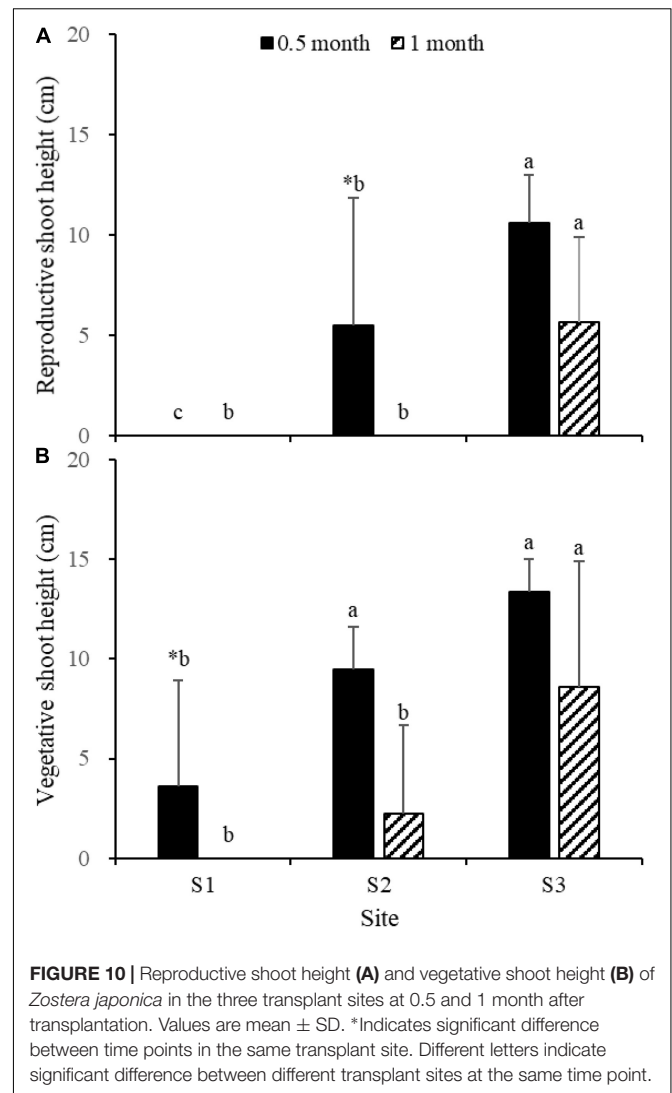 A
0.5 month
1 month
Reproductive shoot height (cm)
20
15
10
5
0
c
b
*b
b
a
a
B
Vegetative shoot height (cm)
20
15
10
5
0
*b
b
a
b
a
a
S1
S2
S3
Site
FIGURE 10 | Reproductive shoot height (A) and vegetative shoot height (B) of
Zostera japonica in the three transplant sites at 0.5 and 1 month after
transplantation. Values are mean ± SD. *Indicates significant difference
between time points in the same transplant site. Different letters indicate
significant difference between different transplant sites at the same time point.